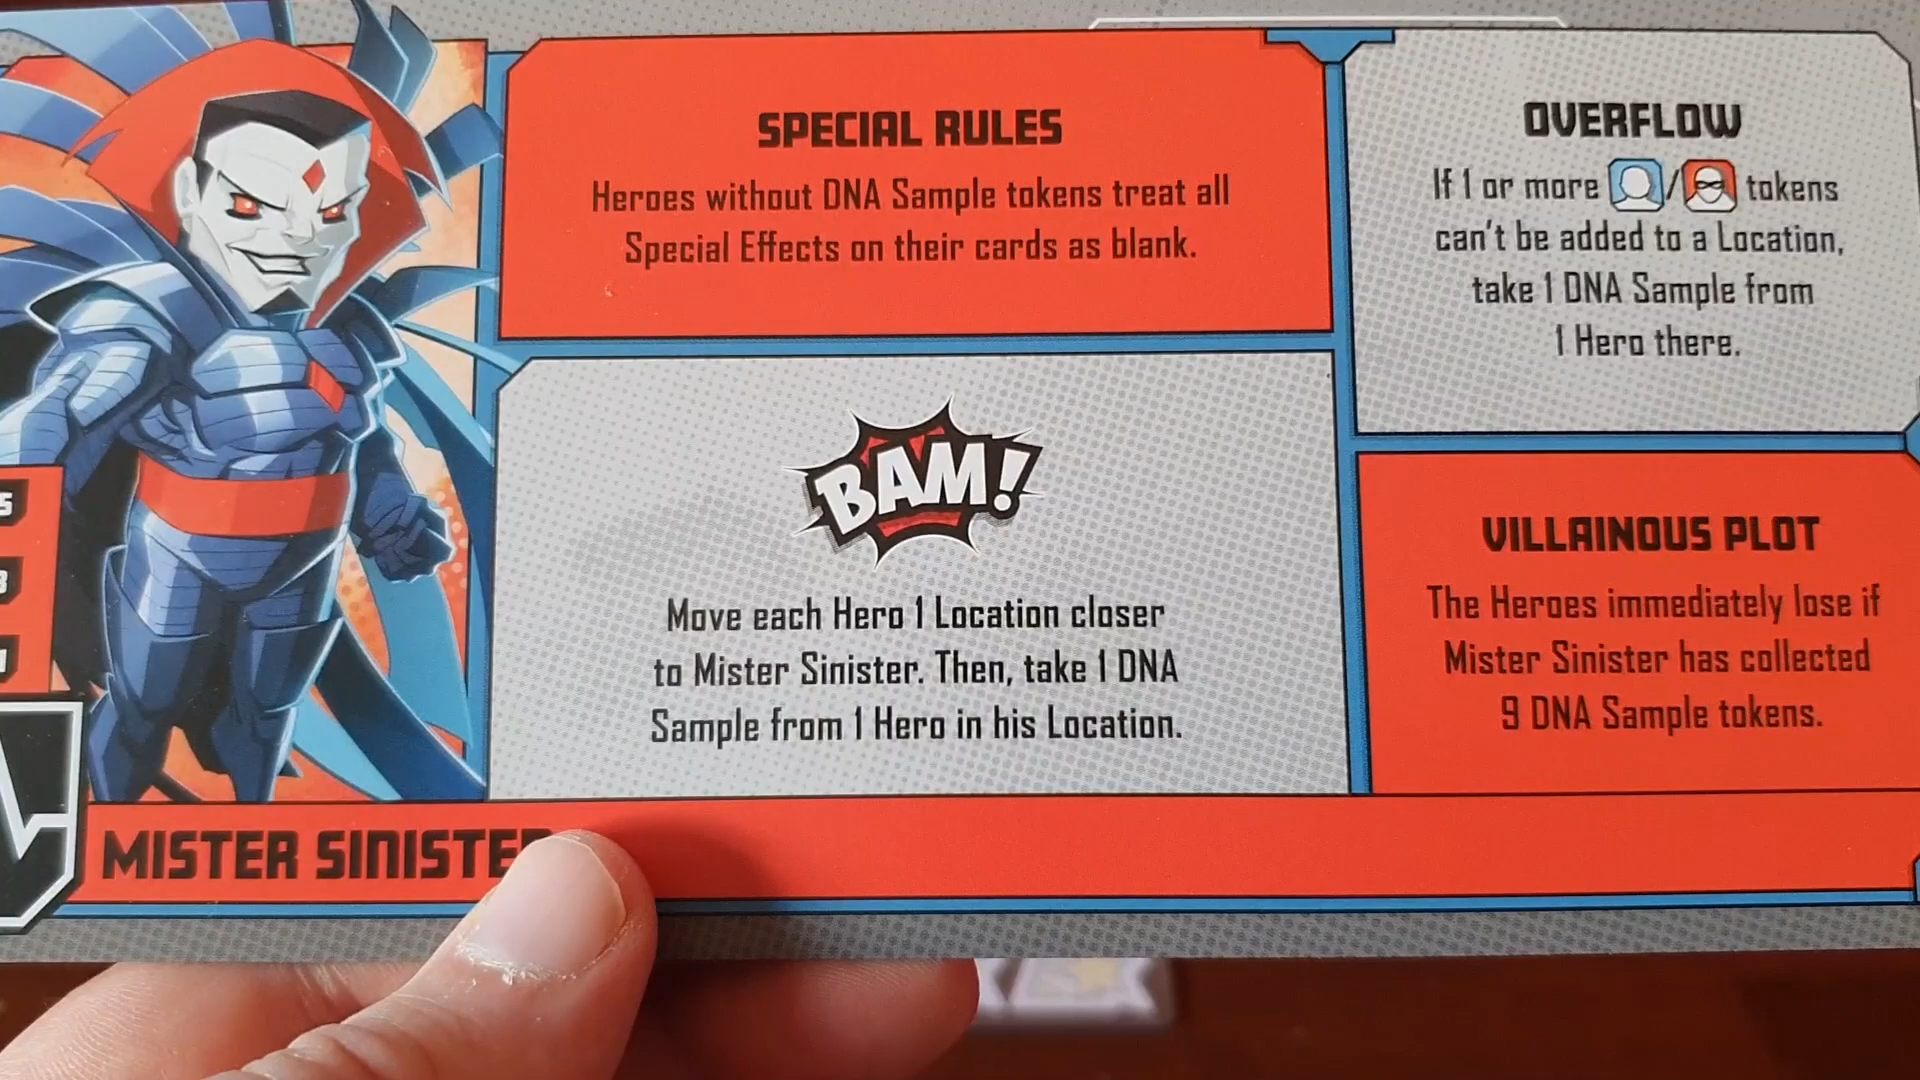 SPECIAL RULES
Heroes without DNA Sample tokens treat all
Special Effects on their cards as blank.
BAM!
Move each Hero 1 Location closer
to Mister Sinister. Then, take 1 DNA
Sample from 1 Hero in his Location.
OVERFLOW
If 1 or more / tokens
can't be added to a Location,
take 1 DNA Sample from
1 Hero there.
VILLAINOUS PLOT
The Heroes immediately lose if
Mister Sinister has collected
9 DNA Sample tokens.
MISTER SINISTER